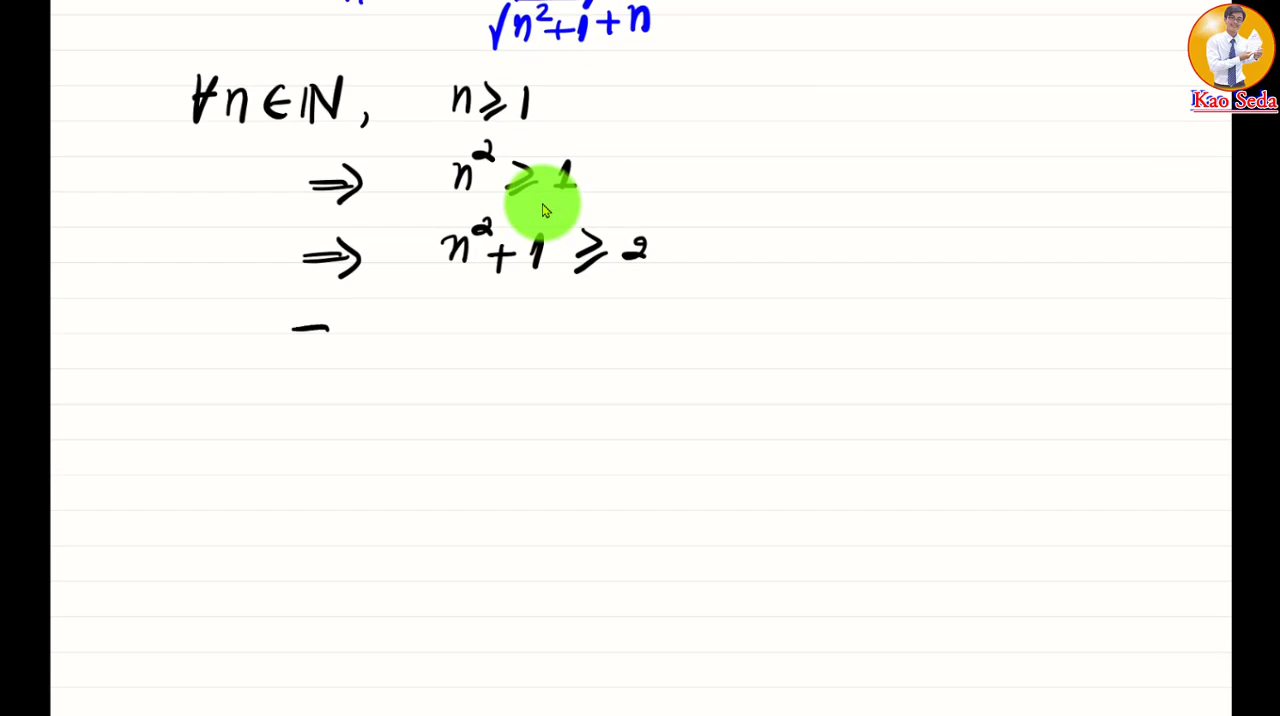 √n²+1 + n
∀n∈ℕ, n ⩾ 1
⇒ n² ⩾ 1
⇒ n² + 1 ⩾ 2
Kao Seda